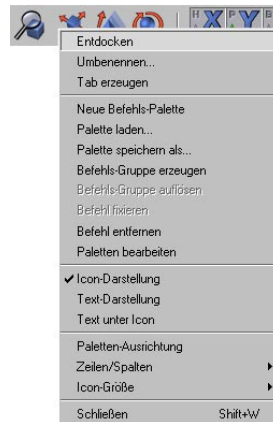 H X P Y B
Entdocken
Umbenennen...
Tab erzeugen
Neue Befehls-Palette
Palette laden...
Palette speichern als...
Befehls-Gruppe erzeugen
Befehls-Gruppe auflösen
Befehl fixieren
Befehl entfernen
Paletten bearbeiten
Icon-Darstellung
Text-Darstellung
Text unter Icon
Paletten-Ausrichtung
Zeilen/Spalten
Icon-Größe
Schließen Shift+W